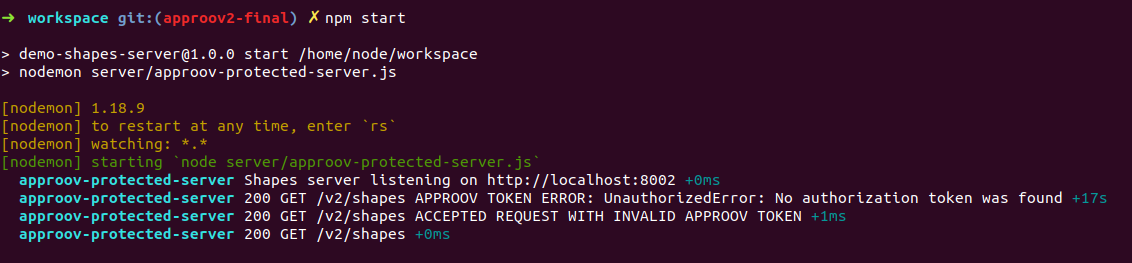 ➜ workspace git:(approov2-final) ✗ npm start
> demo-shapes-server@1.0.0 start /home/node/workspace
> nodemon server/approov-protected-server.js
[nodemon] 1.18.9
[nodemon] to restart at any time, enter `rs`
[nodemon] watching: *.*
[nodemon] starting `node server/approov-protected-server.js`
approov-protected-server Shapes server listening on http://localhost:8002 +0ms
approov-protected-server 200 GET /v2/shapes APPROOV TOKEN ERROR: UnauthorizedError: No authorization token was found +17s
approov-protected-server 200 GET /v2/shapes ACCEPTED REQUEST WITH INVALID APPROOV TOKEN +1ms
approov-protected-server 200 GET /v2/shapes +0ms